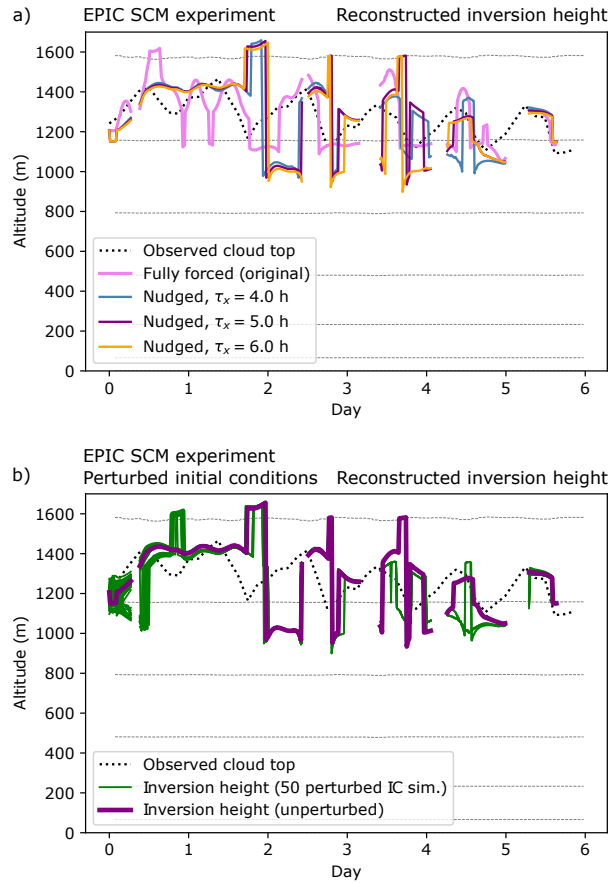 a)
EPIC SCM experiment
Reconstructed inversion height
1600
1400
1200
1000
800
600
400
200
0
Altitude (m)
Observed cloud top
Fully forced (original)
Nudged, τₓ = 4.0 h
Nudged, τₓ = 5.0 h
Nudged, τₓ = 6.0 h
0 1 2 3 4 5 6
Day
b)
EPIC SCM experiment
Perturbed initial conditions
Reconstructed inversion height
1600
1400
1200
1000
800
600
400
200
0
Altitude (m)
Observed cloud top
Inversion height (50 perturbed IC sim.)
Inversion height (unperturbed)
0 1 2 3 4 5 6
Day